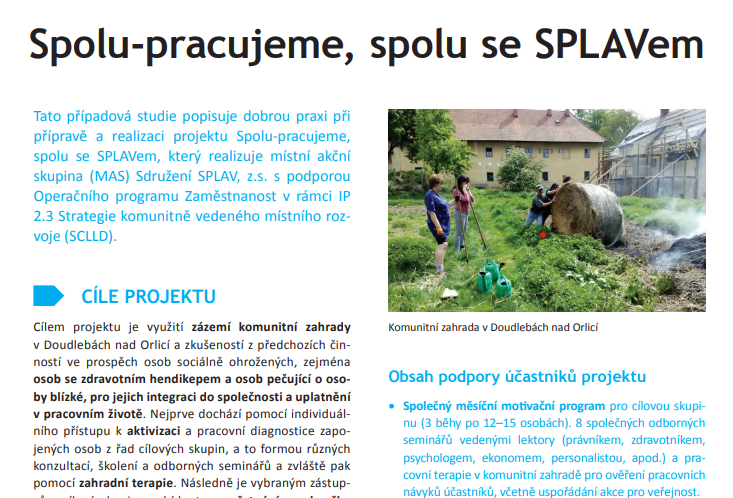 Spolu-pracujeme, spolu se SPLAVem
Tato případová studie popisuje dobrou praxi při
přípravě a realizaci projektu Spolu-pracujeme,
spolu se SPLAVem, který realizuje místní akční
skupina (MAS) Sdružení SPLAV, z.s. s podporou
Operačního programu Zaměstnanost v rámci IP
2.3 Strategie komunitně vedeného místního roz-
voje (SCLLD).
CÍLE PROJEKTU
Cílem projektu je využití zázemí komunitní zahrady
v Doudlebách nad Orlicí a zkušeností z předchozích čin-
ností ve prospěch osob sociálně ohrožených, zejména
osob se zdravotním hendikepem a osob pečující o oso-
by blízké, pro jejich integraci do společnosti a uplatnění
v pracovním životě. Nejprve dochází pomocí individuál-
ního přístupu k aktivizaci a pracovní diagnostice zapo-
jených osob z řad cílových skupin, a to formou různých
konzultací, školení a odborných seminářů a zvláště pak
pomocí zahradní terapie. Následně je vybraným zástup-
Komunitní zahrada v Doudlebách nad Orlicí
Obsah podpory účastníků projektu
• Společný měsíční motivační program pro cílovou skupi-
nu (3 běhy po 12–15 osobách). 8 společných odborných
seminářů vedenými lektory (právníkem, zdravotníkem,
psychologem, ekonomem, personalistou, apod.) a pra-
covní terapie v komunitní zahradě pro ověření pracovních
návyků účastníků, včetně uspořádání akce pro veřejnost.